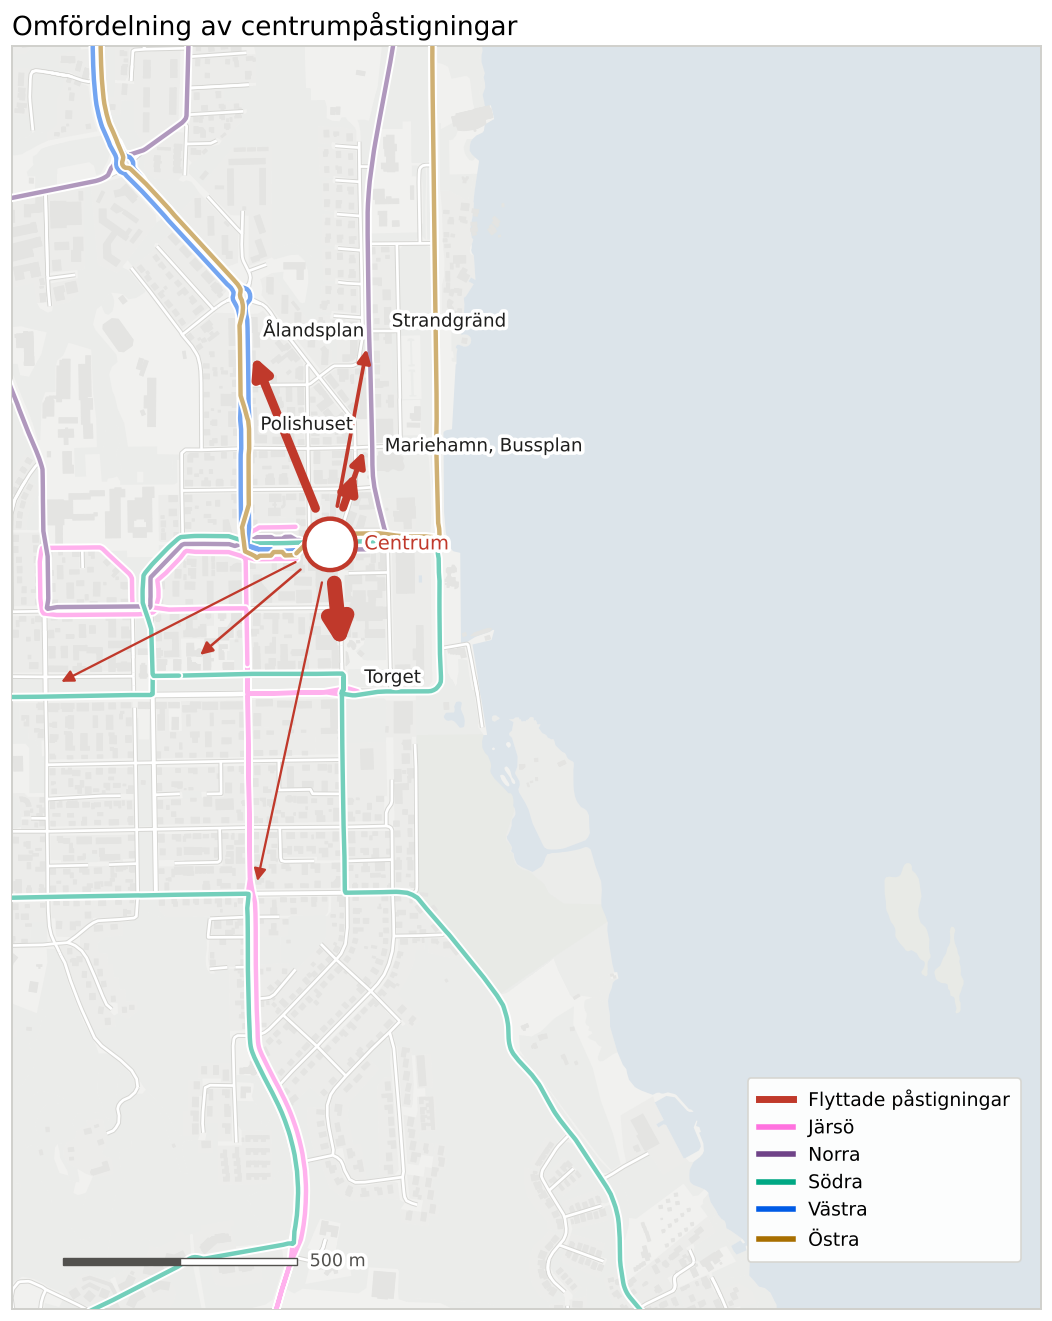 Omfördelning av centrumpåstigningar
Strandgränd
Ålandsplan
Polishuset
Mariehamn, Bussplan
Centrum
Torget
Flyttade påstigningar
Järsö
Norra
Södra
Västra
Östra
500 m